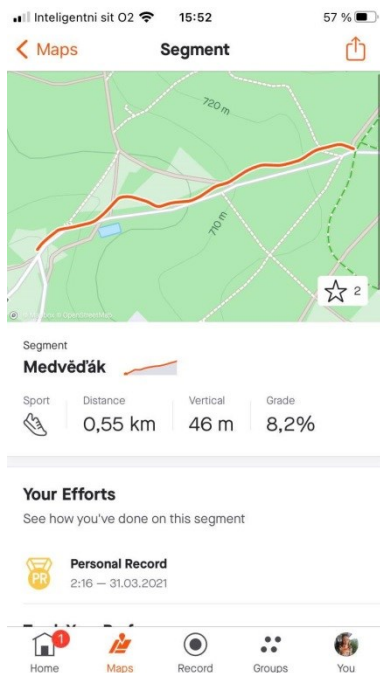 Inteligentni sit O2 15:52 57 %
Maps Segment
720 m
710 m
2
Segment
Medvěďák
Sport Distance Vertical Grade
0,55 km 46 m 8,2%
Your Efforts
See how you've done on this segment
Personal Record
PR
2:16 — 31.03.2021
1
Home Maps Record Groups You